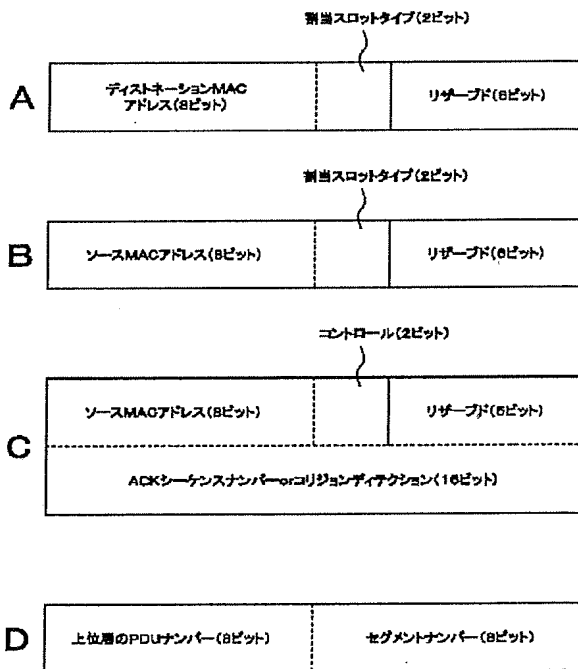 割当スロットタイプ(2ビット)
A
ディストネーションMAC
アドレス(8ビット)
リザーブド(6ビット)
割当スロットタイプ(2ビット)
B
ソースMACアドレス(8ビット)
リザーブド(6ビット)
コントロール(2ビット)
C
ソースMACアドレス(8ビット)
リザーブド(6ビット)
ACKシーケンスナンバーorコリジョンディテクション(16ビット)
D
上位層のPDUナンバー(8ビット)
セグメントナンバー(8ビット)